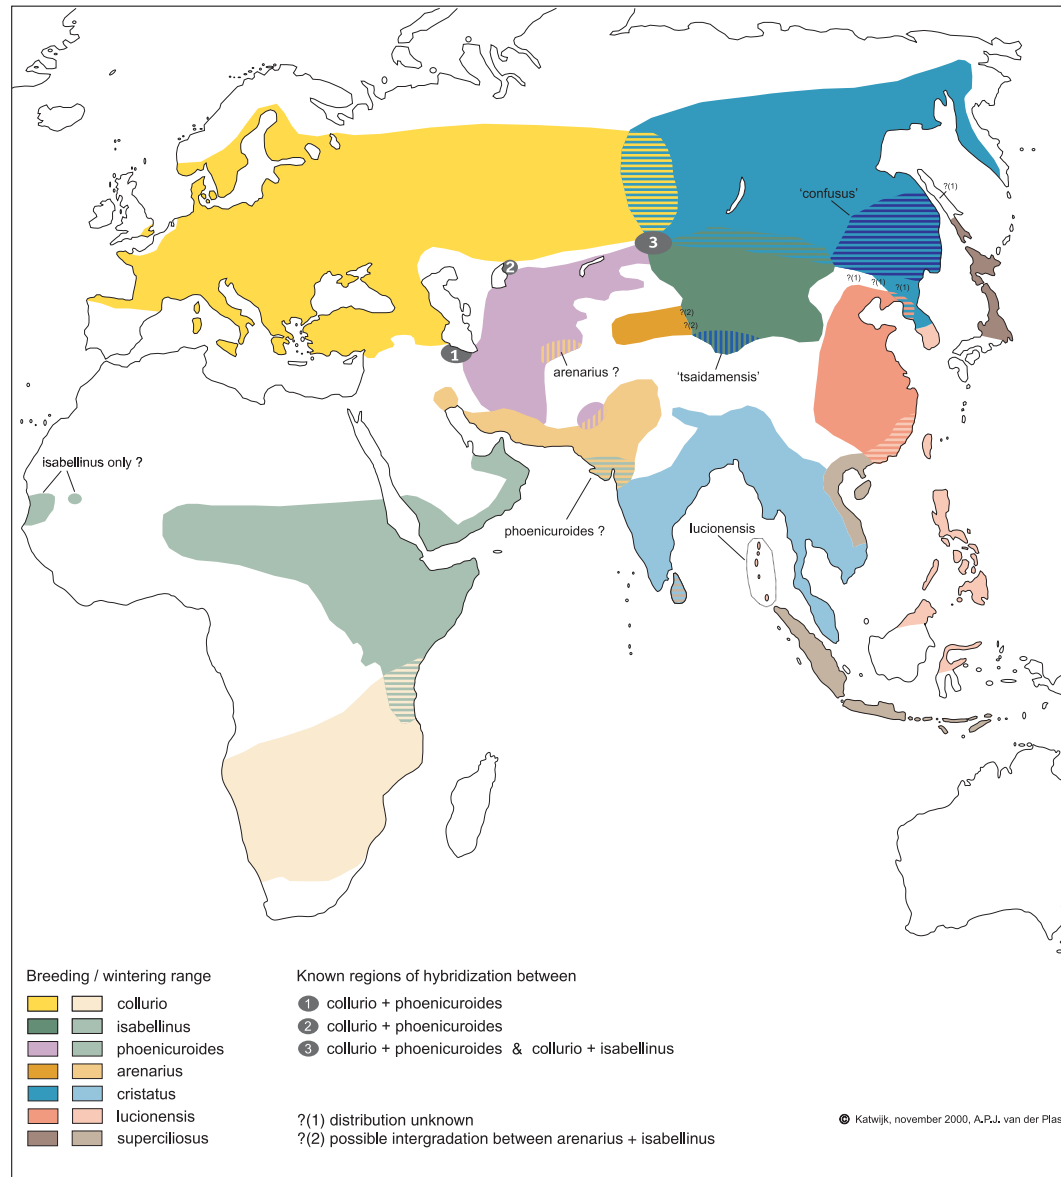 'confusus'
?(1)
3
2
?(1)
?(1)
?(1)
?(2)
?(2)
1
arenarius ?
'tsaidamensis'
isabellinus only ?
phoenicuroides ?
lucionensis
Breeding / wintering range
collurio
isabellinus
phoenicuroides
arenarius
cristatus
lucionensis
superciliosus
Known regions of hybridization between
1 collurio + phoenicuroides
2 collurio + phoenicuroides
3 collurio + phoenicuroides & collurio + isabellinus
?(1) distribution unknown
?(2) possible intergradation between arenarius + isabellinus
© Katwijk, november 2000, A.P.J. van der Plas